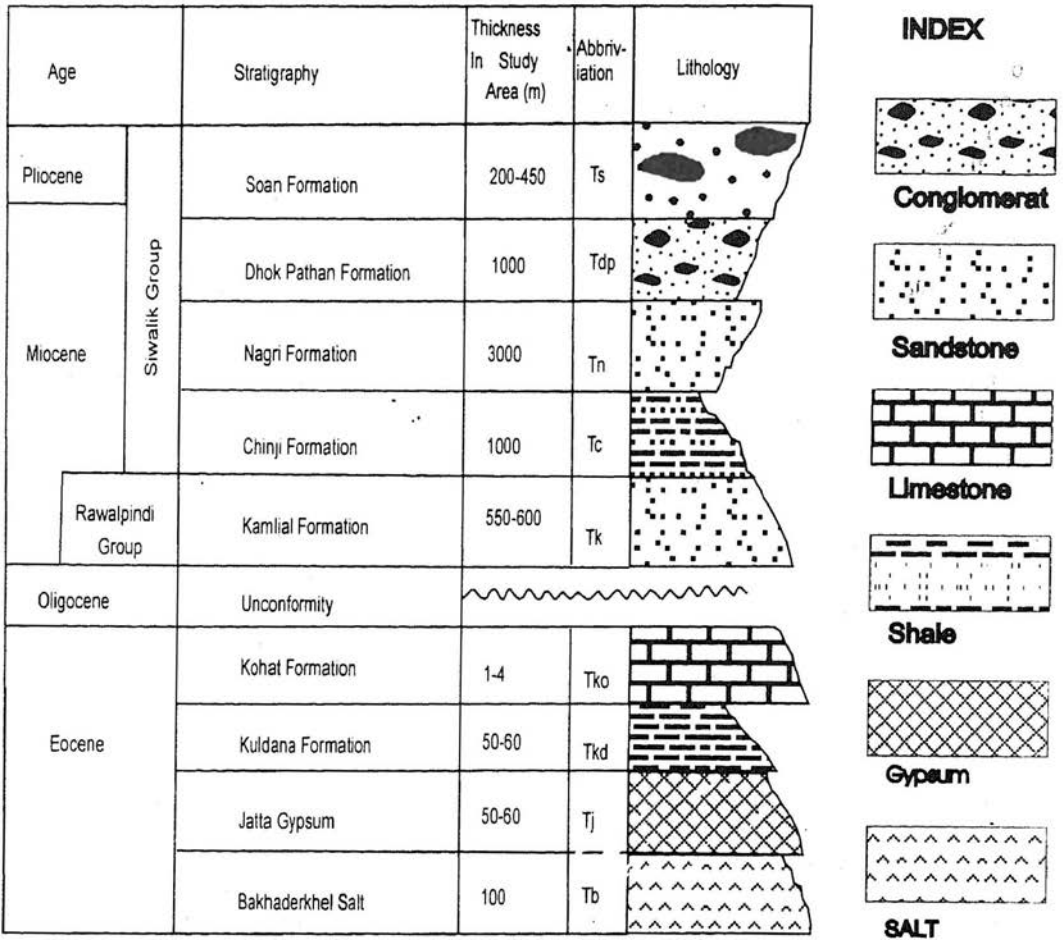 Age
Stratigraphy
Thickness
In Study
Area (m)
Abbriv-
iation
Lithology
Pliocene
Miocene
Siwalik Group
Soan Formation
200-450
Ts
Dhok Pathan Formation
1000
Tdp
Nagri Formation
3000
Tn
Chinji Formation
1000
Tc
Rawalpindi
Group
Kamlial Formation
550-600
Tk
Oligocene
Unconformity
Eocene
Kohat Formation
1-4
Tko
Kuldana Formation
50-60
Tkd
Jatta Gypsum
50-60
Tj
Bakhaderkhel Salt
100
Tb
INDEX
Conglomerat
Sandstone
Limestone
Shale
Gypsum
SALT